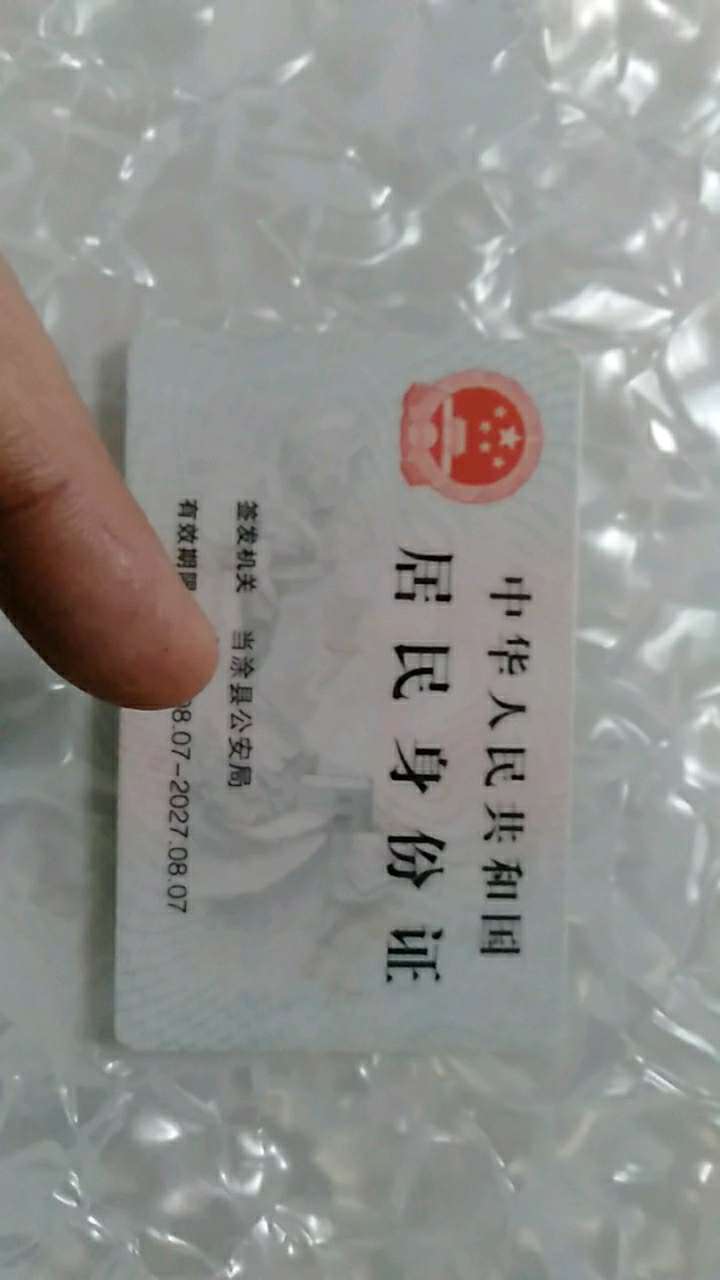 中华人民共和国
居民身份证
签发机关 当涂县公安局
有效期限 08.07-2027.08.07